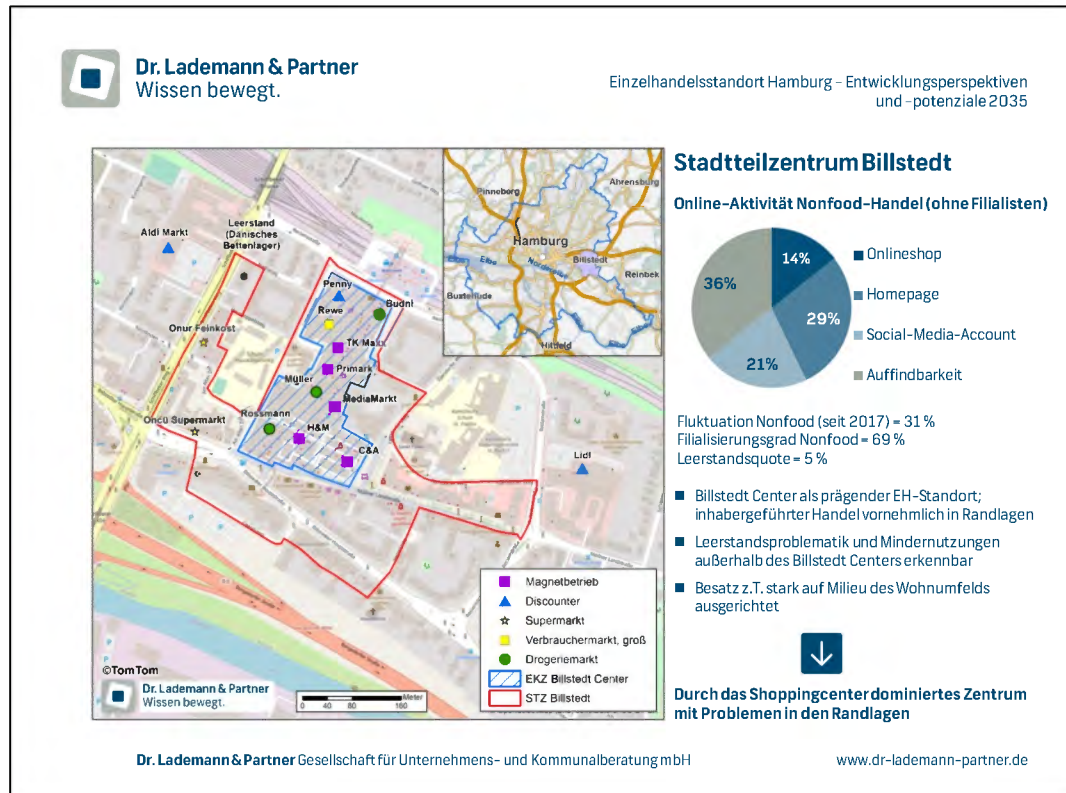 Dr. Lademann & Partner
Wissen bewegt.
Einzelhandelsstandort Hamburg - Entwicklungsperspektiven
und -potenziale 2035
Stadtteilzentrum Billstedt
Online-Aktivität Nonfood-Handel (ohne Filialisten)
14%
29%
21%
36%
Onlineshop
Homepage
Social-Media-Account
Auffindbarkeit
Fluktuation Nonfood (seit 2017) = 31 %
Filialisierungsgrad Nonfood = 69 %
Leerstandsquote = 5 %
Billstedt Center als prägender EH-Standort;
inhabergeführter Handel vornehmlich in Randlagen
Leerstandsproblematik und Mindernutzungen
außerhalb des Billstedt Centers erkennbar
Besatz z.T. stark auf Milieu des Wohnumfelds
ausgerichtet
Durch das Shoppingcenter dominiertes Zentrum
mit Problemen in den Randlagen
Aldi Markt
Leerstand
(Dänisches
Bettenlager)
Penny
Budni
Rewe
Onur Feinkost
TK Maxx
Primark
Müller
MediaMarkt
Rossmann
Öncü Supermarkt
H&M
C&A
Lidl
Pinneberg
Ahrensburg
Hamburg
Billstedt
Elbe
Norderelbe
Reinbek
Buxtehude
Hittfeld
Magnetbetrieb
Discounter
Supermarkt
Verbrauchermarkt, groß
Drogeriemarkt
EKZ Billstedt Center
STZ Billstedt
©TomTom
Dr. Lademann & Partner
Wissen bewegt.
0 40 80 160
Meter
Dr. Lademann & Partner Gesellschaft für Unternehmens- und Kommunalberatung mbH
www.dr-lademann-partner.de